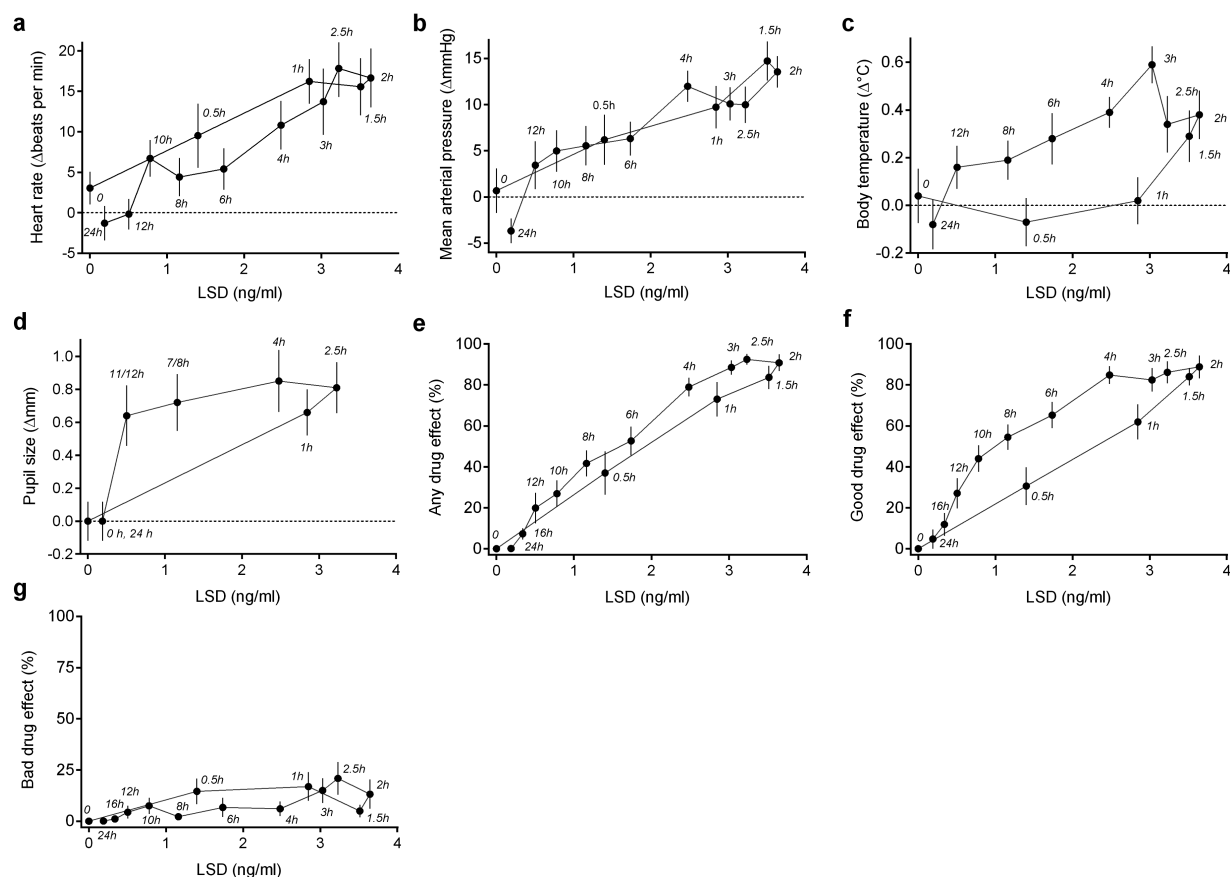 a
Heart rate (Δbeats per min)
20
15
10
5
0
-5
0 1 2 3 4
LSD (ng/ml)
0
0.5h
1h
1.5h
2h
2.5h
3h
4h
6h
8h
10h
12h
24h
b
Mean arterial pressure (ΔmmHg)
15
10
5
0
-5
0 1 2 3 4
LSD (ng/ml)
0
0.5h
1h
1.5h
2h
2.5h
3h
4h
6h
8h
10h
12h
24h
c
Body temperature (Δ°C)
0.6
0.4
0.2
0.0
-0.2
0 1 2 3 4
LSD (ng/ml)
0
0.5h
1h
1.5h
2h
2.5h
3h
4h
6h
8h
12h
24h
d
Pupil size (Δmm)
1.0
0.8
0.6
0.4
0.2
0.0
-0.2
0 1 2 3 4
LSD (ng/ml)
0 h, 24 h
1h
2.5h
4h
7/8h
11/12h
e
Any drug effect (%)
100
80
60
40
20
0
0 1 2 3 4
LSD (ng/ml)
0
0.5h
1h
1.5h
2h
2.5h
3h
4h
6h
8h
10h
12h
16h
24h
f
Good drug effect (%)
100
80
60
40
20
0
0 1 2 3 4
LSD (ng/ml)
0
0.5h
1h
1.5h
2h
2.5h
3h
4h
6h
8h
10h
12h
16h
24h
g
Bad drug effect (%)
100
75
50
25
0
0 1 2 3 4
LSD (ng/ml)
0
0.5h
1h
1.5h
2h
2.5h
3h
4h
6h
8h
10h
12h
16h
24h